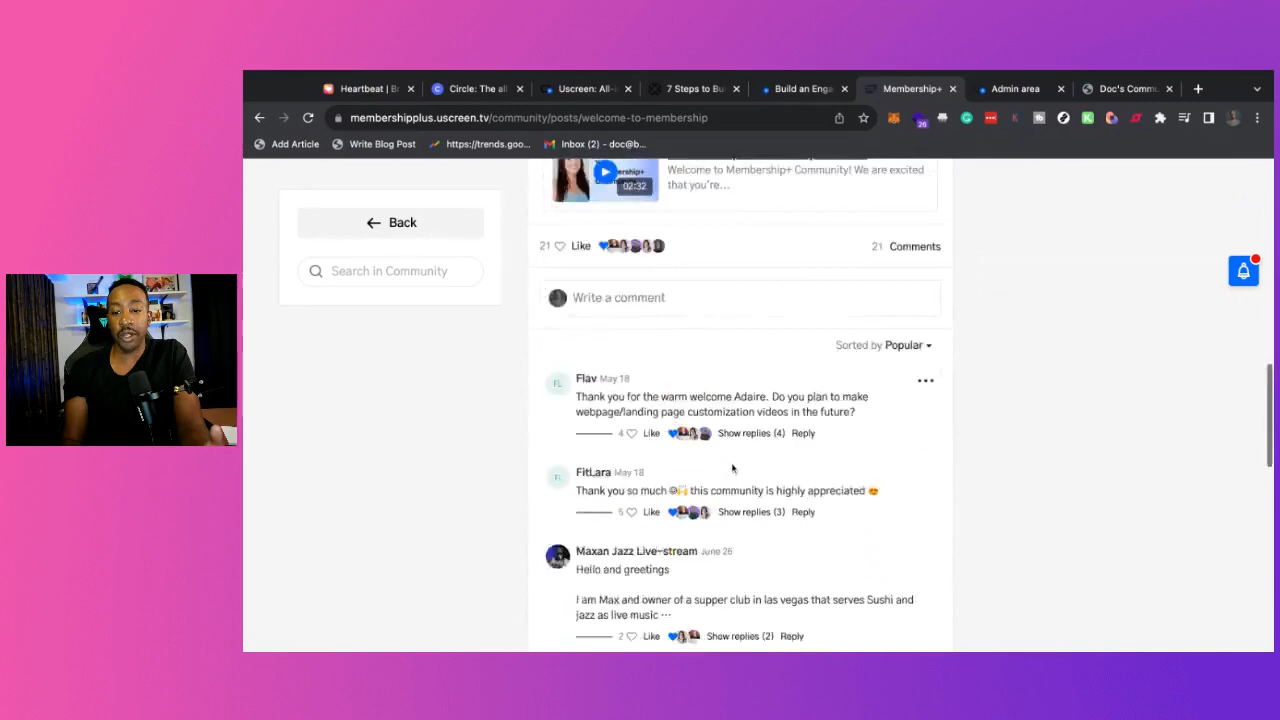 Heartbeat | Br
Circle: The all
Uscreen: All-i
7 Steps to Bu
Build an Enga
Membership+
Admin area
Doc's Commu
membershipplus.uscreen.tv/community/posts/welcome-to-membership
26
Add Article
Write Blog Post
https://trends.goo...
Inbox (2) - doc@b...
Back
Search in Community
02:32
Welcome to Membership+ Community! We are excited
that you're...
21 Like
21 Comments
Write a comment
Sorted by Popular
FL
Flav May 18
Thank you for the warm welcome Adaire. Do you plan to make
webpage/landing page customization videos in the future?
4 Like Show replies (4) Reply
FL
FitLara May 18
Thank you so much 😍🙌 this community is highly appreciated 😍
5 Like Show replies (3) Reply
Maxan Jazz Live-stream June 26
Hello and greetings
I am Max and owner of a supper club in las vegas that serves Sushi and
jazz as live music ···
2 Like Show replies (2) Reply